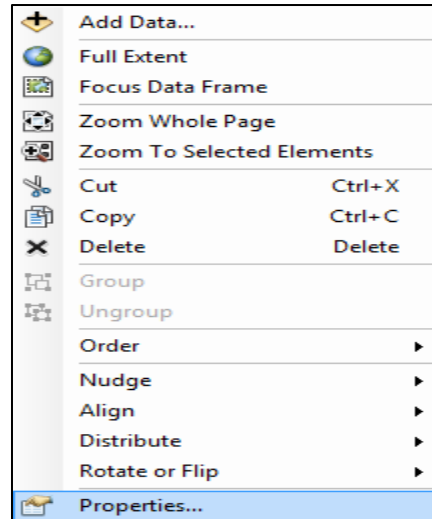 Add Data...
Full Extent
Focus Data Frame
Zoom Whole Page
Zoom To Selected Elements
Cut Ctrl+X
Copy Ctrl+C
Delete Delete
Group
Ungroup
Order
Nudge
Align
Distribute
Rotate or Flip
Properties...